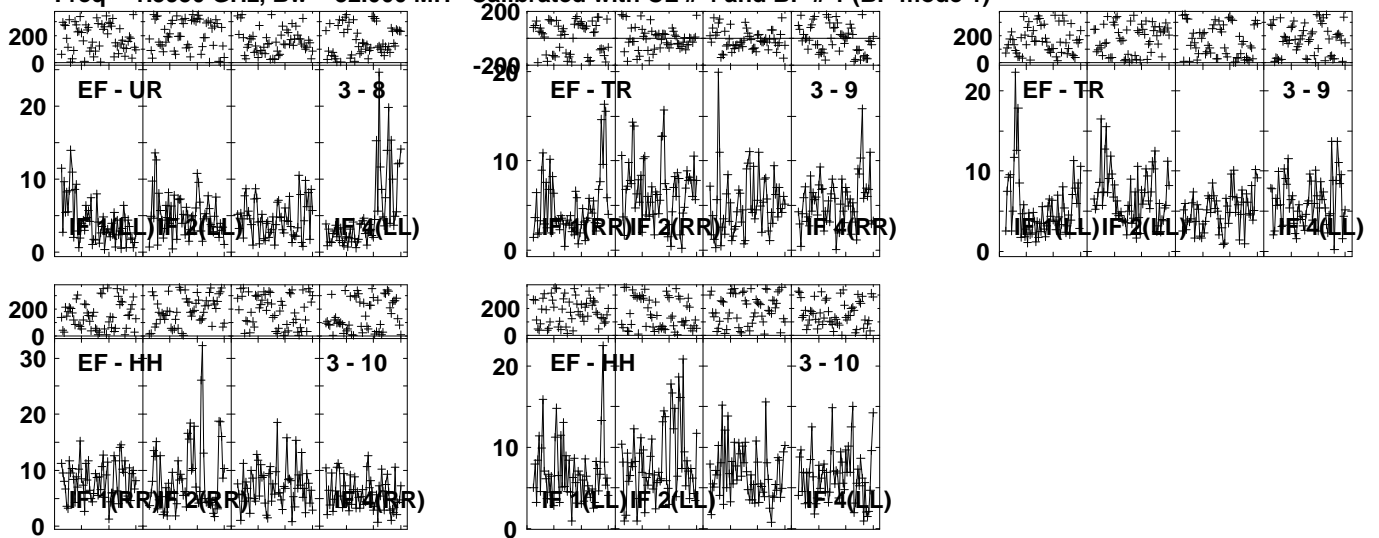 200
200
0
-200
200
0
EF - UR 3 - 8
20
10
0
IF 1(LL) IF 2(LL) IF 4(LL)
20
EF - TR 3 - 9
10
0
IF 1(RR) IF 2(RR) IF 4(RR)
EF - TR 3 - 9
20
10
0
IF 1(LL) IF 2(LL) IF 4(LL)
200
0
EF - HH 3 - 10
30
20
10
0
IF 1(RR) IF 2(RR) IF 4(RR)
200
0
EF - HH 3 - 10
20
10
0
IF 1(LL) IF 2(LL) IF 4(LL)